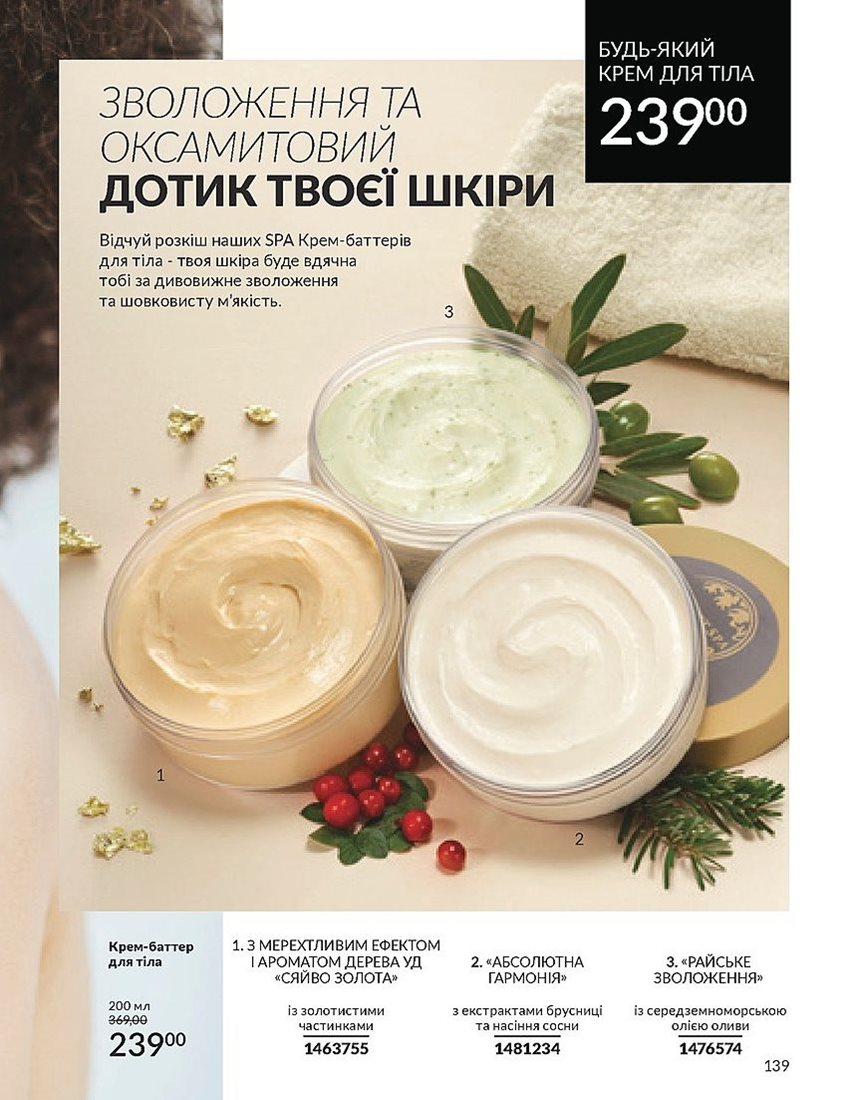 БУДЬ-ЯКИЙ
КРЕМ ДЛЯ ТІЛА
239⁰⁰
ЗВОЛОЖЕННЯ ТА
ОКСАМИТОВИЙ
ДОТИК ТВОЄЇ ШКІРИ
Відчуй розкіш наших SPA Крем-баттерів
для тіла - твоя шкіра буде вдячна
тобі за дивовижне зволоження
та шовковисту м'якість.
3
SPA
1
2
Крем-баттер
для тіла
200 мл
369,00
239⁰⁰
1. З МЕРЕХТЛИВИМ ЕФЕКТОМ
І АРОМАТОМ ДЕРЕВА УД
«СЯЙВО ЗОЛОТА»
із золотистими
частинками
1463755
2. «АБСОЛЮТНА
ГАРМОНІЯ»
з екстрактами брусниці
та насіння сосни
1481234
3. «РАЙСЬКЕ
ЗВОЛОЖЕННЯ»
із середземноморською
олією оливи
1476574
139